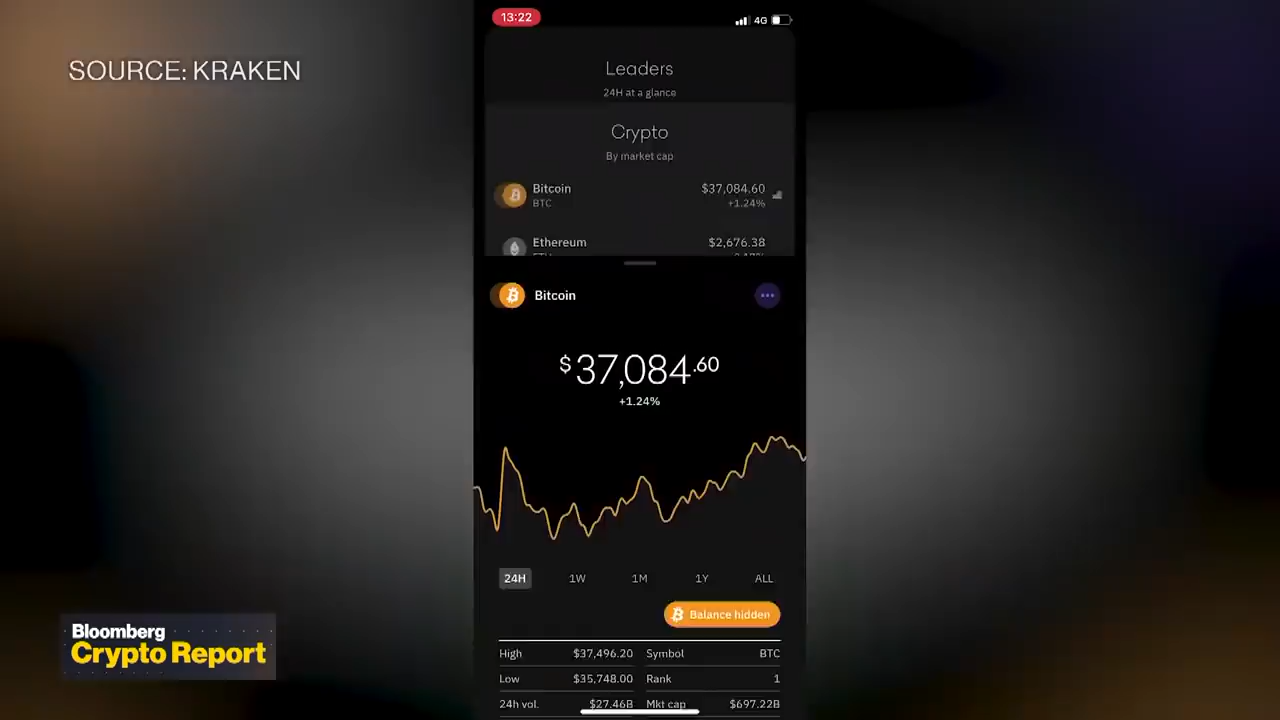 13:22
4G
SOURCE: KRAKEN
Leaders
24H at a glance
Crypto
By market cap
Bitcoin $37,084.60
BTC +1.24%
Ethereum $2,676.38
Bitcoin
$37,084.60
+1.24%
24H 1W 1M 1Y ALL
Balance hidden
High $37,496.20 Symbol BTC
Low $35,748.00 Rank 1
24h vol. $27.46B Mkt cap $697.22B
Bloomberg
Crypto Report